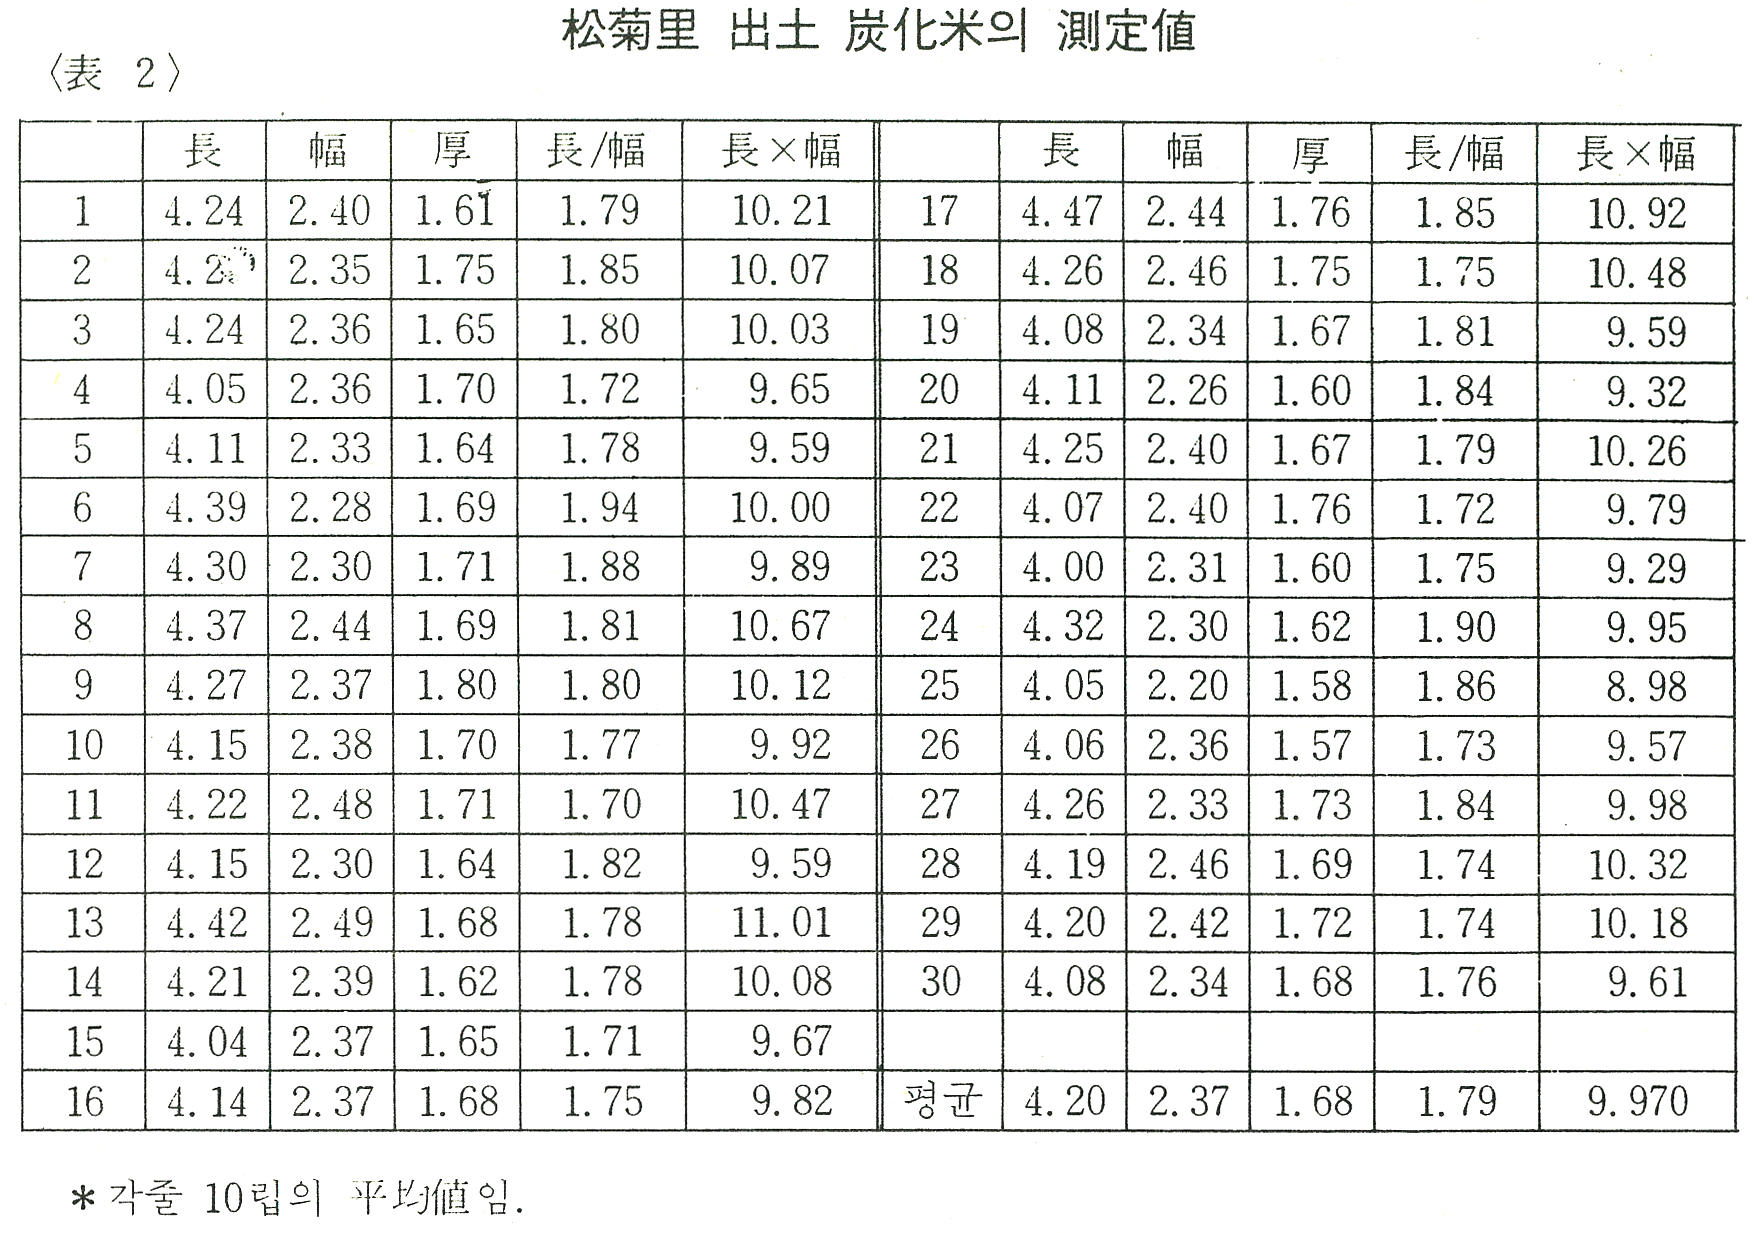 松菊里 出土 炭化米의 測定値
〈表 2〉
長 幅 厚 長/幅 長×幅 長 幅 厚 長/幅 長×幅
1 4.24 2.40 1.61 1.79 10.21 17 4.47 2.44 1.76 1.85 10.92
2 2.35 1.75 1.85 10.07 18 4.26 2.46 1.75 1.75 10.48
3 4.24 2.36 1.65 1.80 10.03 19 4.08 2.34 1.67 1.81 9.59
4 4.05 2.36 1.70 1.72 9.65 20 4.11 2.26 1.60 1.84 9.32
5 4.11 2.33 1.64 1.78 9.59 21 4.25 2.40 1.67 1.79 10.26
6 4.39 2.28 1.69 1.94 10.00 22 4.07 2.40 1.76 1.72 9.79
7 4.30 2.30 1.71 1.88 9.89 23 4.00 2.31 1.60 1.75 9.29
8 4.37 2.44 1.69 1.81 10.67 24 4.32 2.30 1.62 1.90 9.95
9 4.27 2.37 1.80 1.80 10.12 25 4.05 2.20 1.58 1.86 8.98
10 4.15 2.38 1.70 1.77 9.92 26 4.06 2.36 1.57 1.73 9.57
11 4.22 2.48 1.71 1.70 10.47 27 4.26 2.33 1.73 1.84 9.98
12 4.15 2.30 1.64 1.82 9.59 28 4.19 2.46 1.69 1.74 10.32
13 4.42 2.49 1.68 1.78 11.01 29 4.20 2.42 1.72 1.74 10.18
14 4.21 2.39 1.62 1.78 10.08 30 4.08 2.34 1.68 1.76 9.61
15 4.04 2.37 1.65 1.71 9.67
16 4.14 2.37 1.68 1.75 9.82 평균 4.20 2.37 1.68 1.79 9.970
* 각줄 10립의 平均値임.